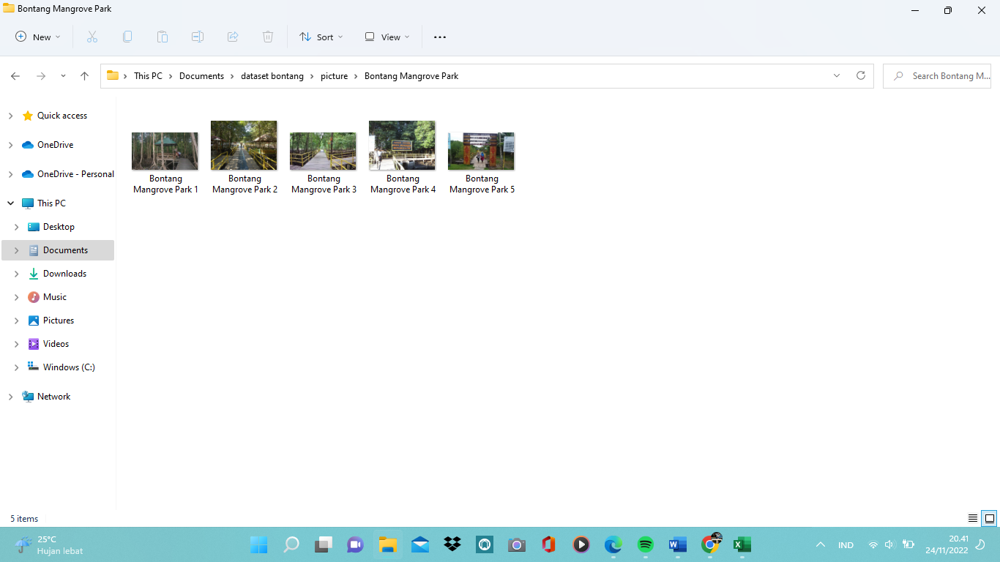 Bontang Mangrove Park
New
Sort
View
This PC
Documents
dataset bontang
picture
Bontang Mangrove Park
Search Bontang M...
Quick access
OneDrive
OneDrive - Personal
This PC
Desktop
Documents
Downloads
Music
Pictures
Videos
Windows (C:)
Network
Bontang
Mangrove Park 1
Bontang
Mangrove Park 2
Bontang
Mangrove Park 3
Bontang
Mangrove Park 4
Bontang
Mangrove Park 5
5 items
25°C
Hujan lebat
IND
20.41
24/11/2022